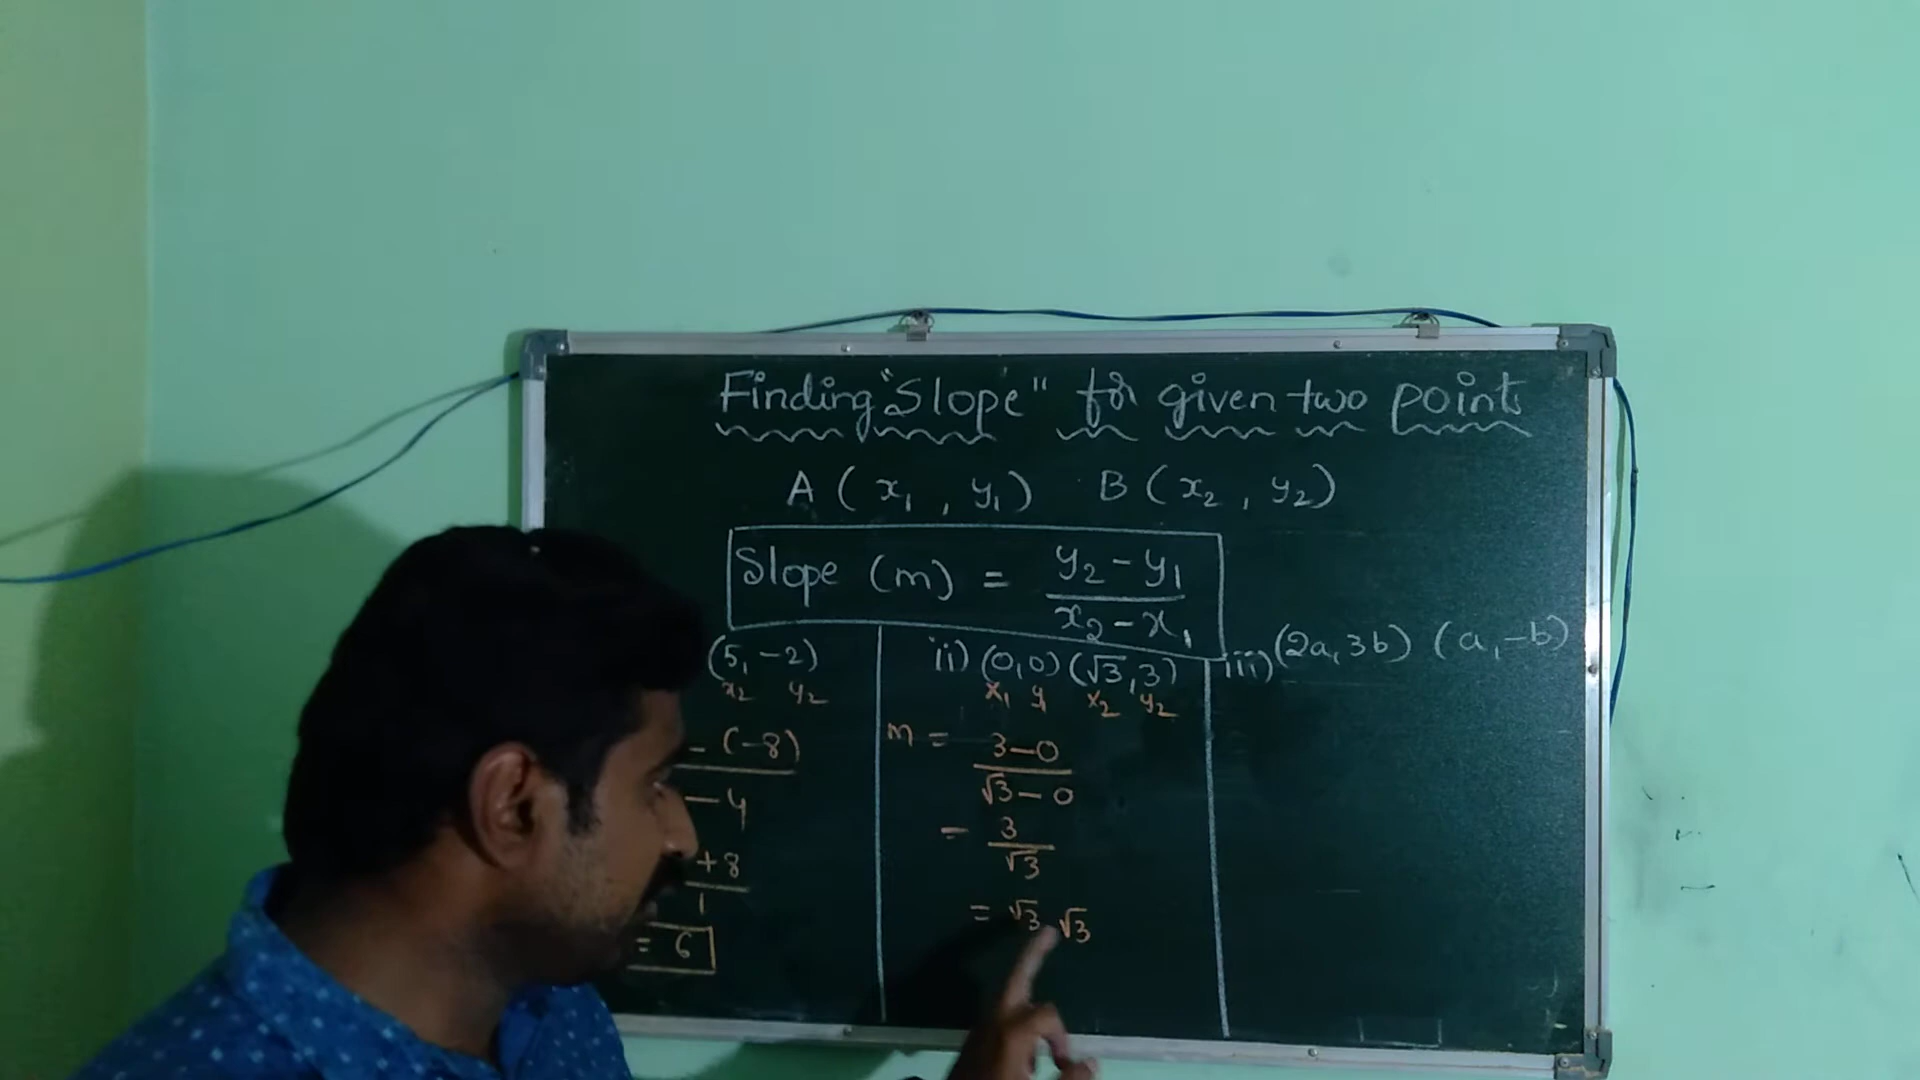 Finding "Slope" for given two points
A ( x₁ , y₁ ) B ( x₂ , y₂ )
Slope (m) = y₂ - y₁
x₂ - x₁
(5, -2)
x₂ y₂
- (-8)
- 4
+ 8
1
= 6
ii) (0,0) (√3, 3)
x₁ y₁ x₂ y₂
m = 3 - 0
√3 - 0
= 3
√3
= √3 √3
iii) (2a, 3b) (a, -b)